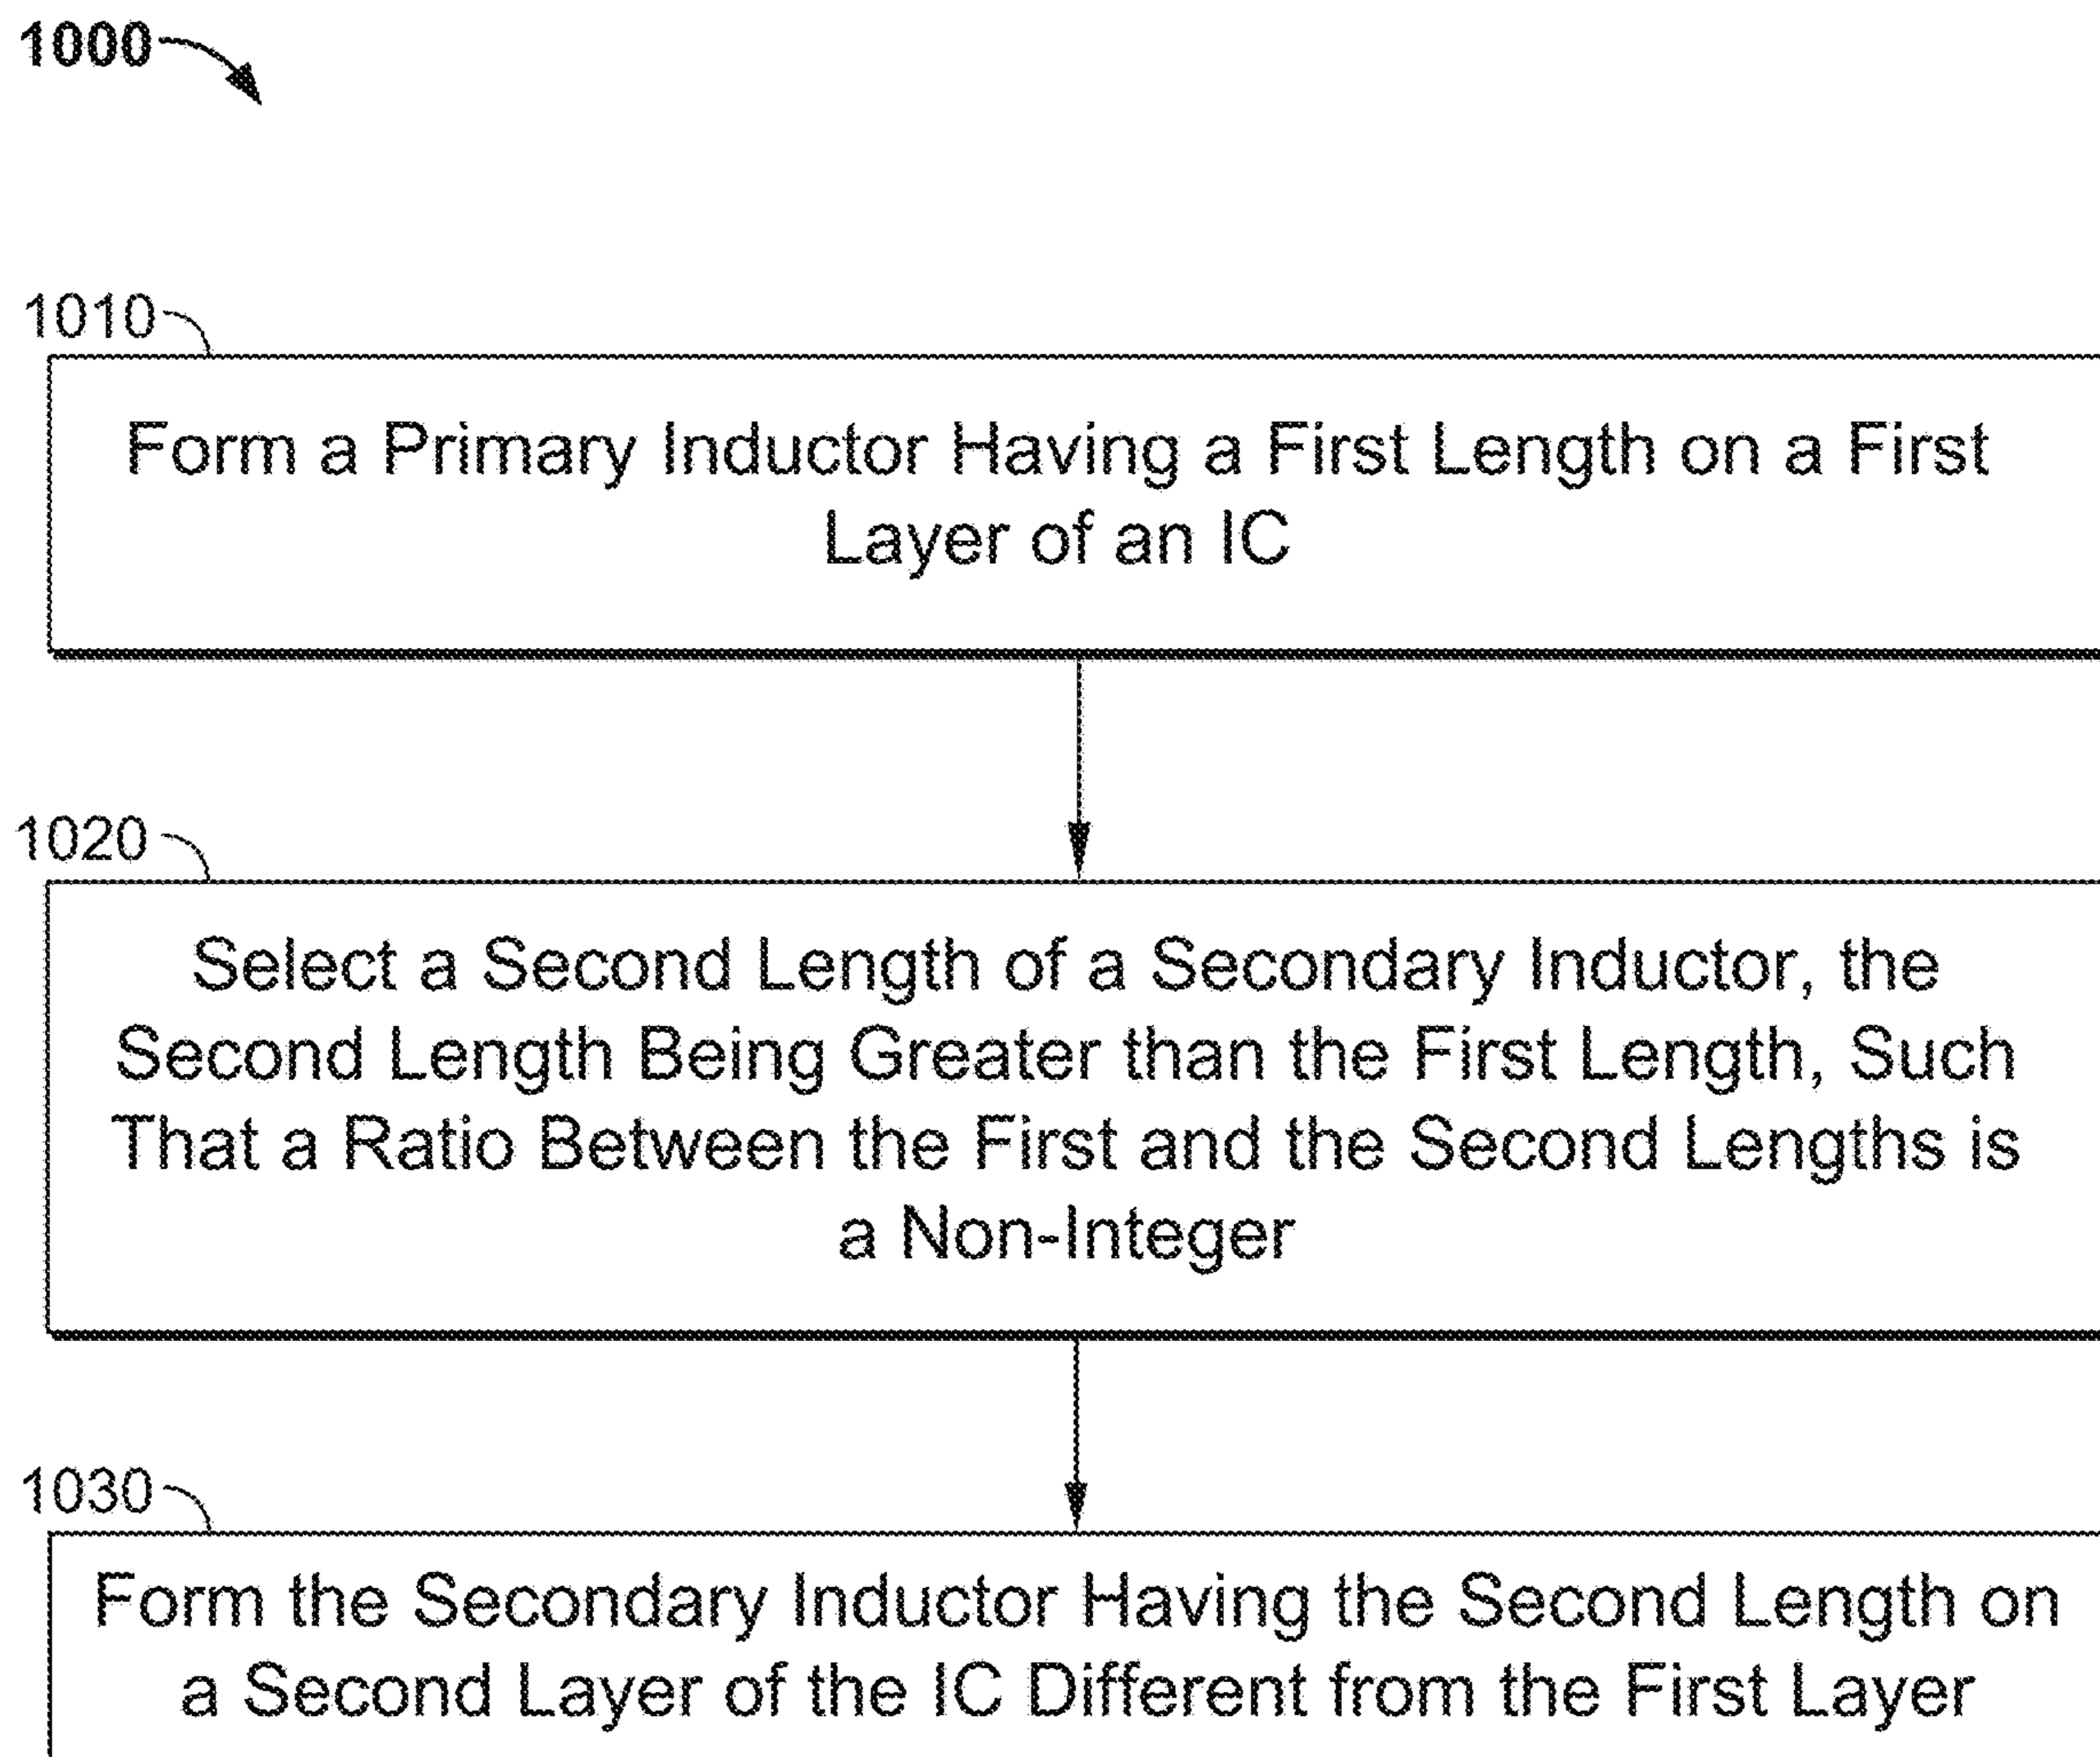 1000
1010
Form a Primary Inductor Having a First Length on a First
Layer of an IC
1020
Select a Second Length of a Secondary Inductor, the
Second Length Being Greater than the First Length, Such
That a Ratio Between the First and the Second Lengths is
a Non-Integer
1030
Form the Secondary Inductor Having the Second Length on
a Second Layer of the IC Different from the First Layer